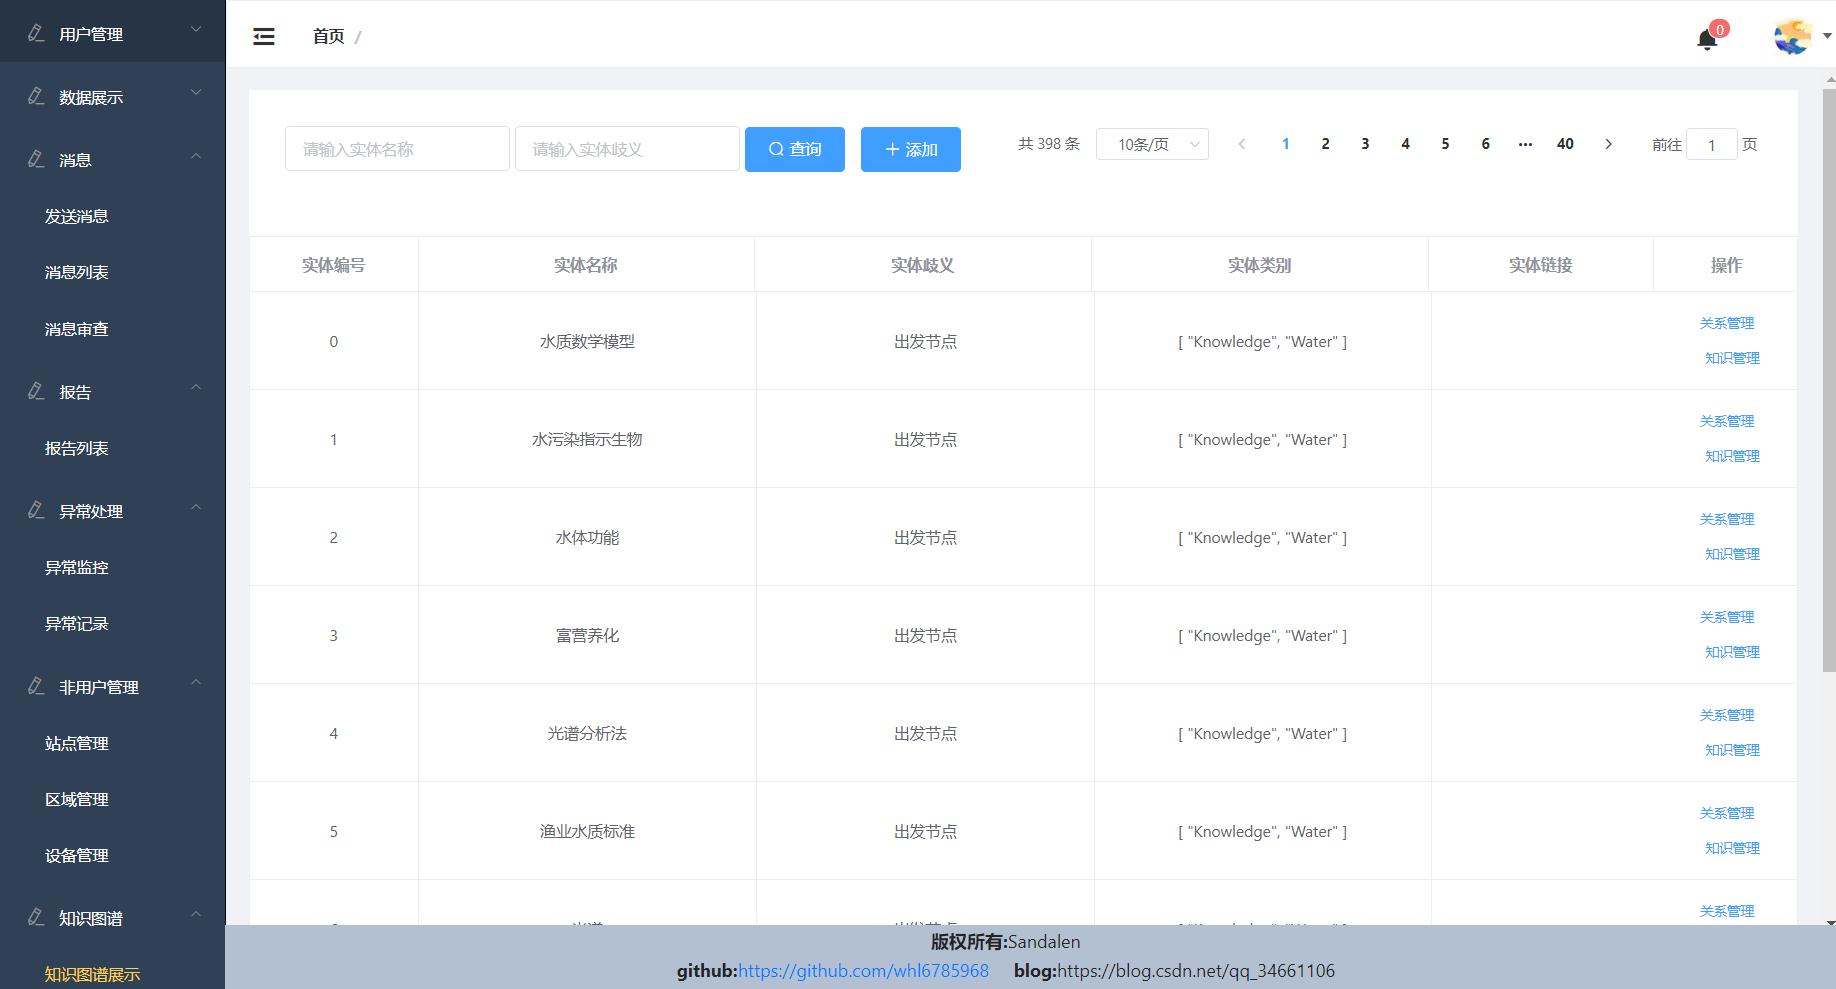 用户管理
数据展示
消息
发送消息
消息列表
消息审查
报告
报告列表
异常处理
异常监控
异常记录
非用户管理
站点管理
区域管理
设备管理
知识图谱
知识图谱展示
首页 /
0
请输入实体名称 请输入实体歧义 查询 添加 共 398 条 10条/页 1 2 3 4 5 6 ••• 40 前往 1 页
实体编号 实体名称 实体歧义 实体类别 实体链接 操作
0 水质数学模型 出发节点 [ "Knowledge", "Water" ] 关系管理
知识管理
1 水污染指示生物 出发节点 [ "Knowledge", "Water" ] 关系管理
知识管理
2 水体功能 出发节点 [ "Knowledge", "Water" ] 关系管理
知识管理
3 富营养化 出发节点 [ "Knowledge", "Water" ] 关系管理
知识管理
4 光谱分析法 出发节点 [ "Knowledge", "Water" ] 关系管理
知识管理
5 渔业水质标准 出发节点 [ "Knowledge", "Water" ] 关系管理
知识管理
关系管理
版权所有:Sandalen
github:https://github.com/whl6785968 blog:https://blog.csdn.net/qq_34661106